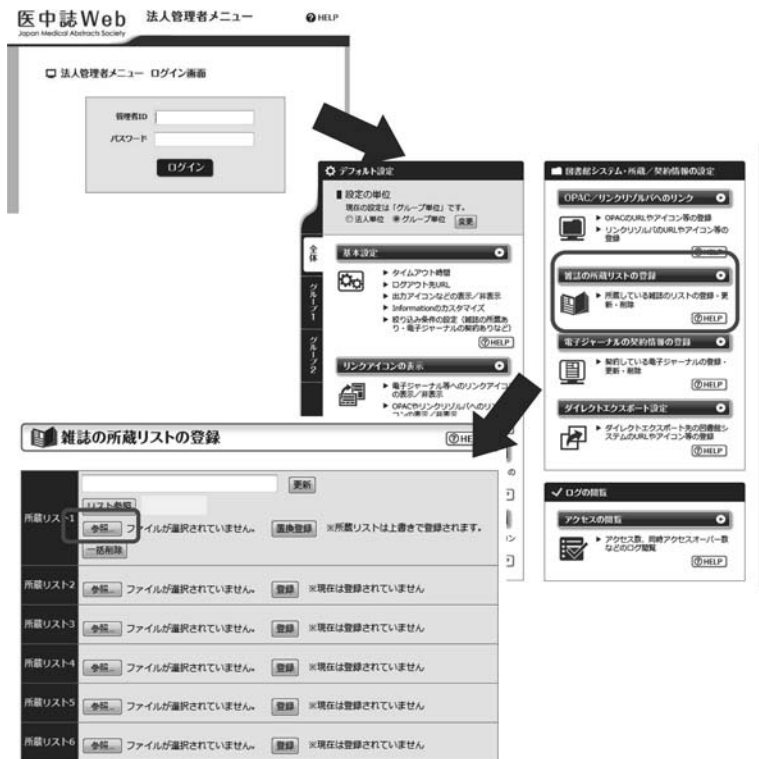 医中誌Web 法人管理者メニュー
?HELP
Japan Medical Abstracts Society
法人管理者メニュー ログイン画面
管理者ID
パスワード
ログイン
デフォルト設定
設定の単位
現在の設定は「グループ単位」です。
法人単位 グループ単位 変更
全体
グループ1
グループ2
基本設定
タイムアウト時間
ログアウト先URL
出力アイコンなどの表示/非表示
Informationのカスタマイズ
絞り込み条件の設定(雑誌の所蔵あ
り・電子ジャーナルの契約ありなど)
?HELP
リンクアイコンの表示
電子ジャーナル等へのリンクアイコ
の表示/非表示
OPACやリンクリゾルバへのリ
図書館システム・所蔵/契約情報の設定
OPAC/リンクリゾルバへのリンク
OPACのURLやアイコン等の登録
リンクリゾルバのURLやアイコン等の
登録
?HELP
雑誌の所蔵リストの登録
所蔵している雑誌のリストの登録・更
新・削除
?HELP
電子ジャーナルの契約情報の登録
契約している電子ジャーナルの登録・
更新・削除
?HELP
ダイレクトエクスポート設定
ダイレクトエクスポート先の図書館シ
ステムのURLやアイコン等の登録
?HELP
ログの閲覧
アクセスの閲覧
アクセス数、同時アクセスオーバー数
などのログ閲覧
?HELP
雑誌の所蔵リストの登録
?HE
更新
リスト参照
所蔵リスト1
参照... ファイルが選択されていません。 置換登録 ※所蔵リストは上書きで登録されます。
一括削除
所蔵リスト2 参照... ファイルが選択されていません。 登録 ※現在は登録されていません
所蔵リスト3 参照... ファイルが選択されていません。 登録 ※現在は登録されていません
所蔵リスト4 参照... ファイルが選択されていません。 登録 ※現在は登録されていません
所蔵リスト5 参照... ファイルが選択されていません。 登録 ※現在は登録されていません
所蔵リスト6 参照... ファイルが選択されていません。 登録 ※現在は登録されていません